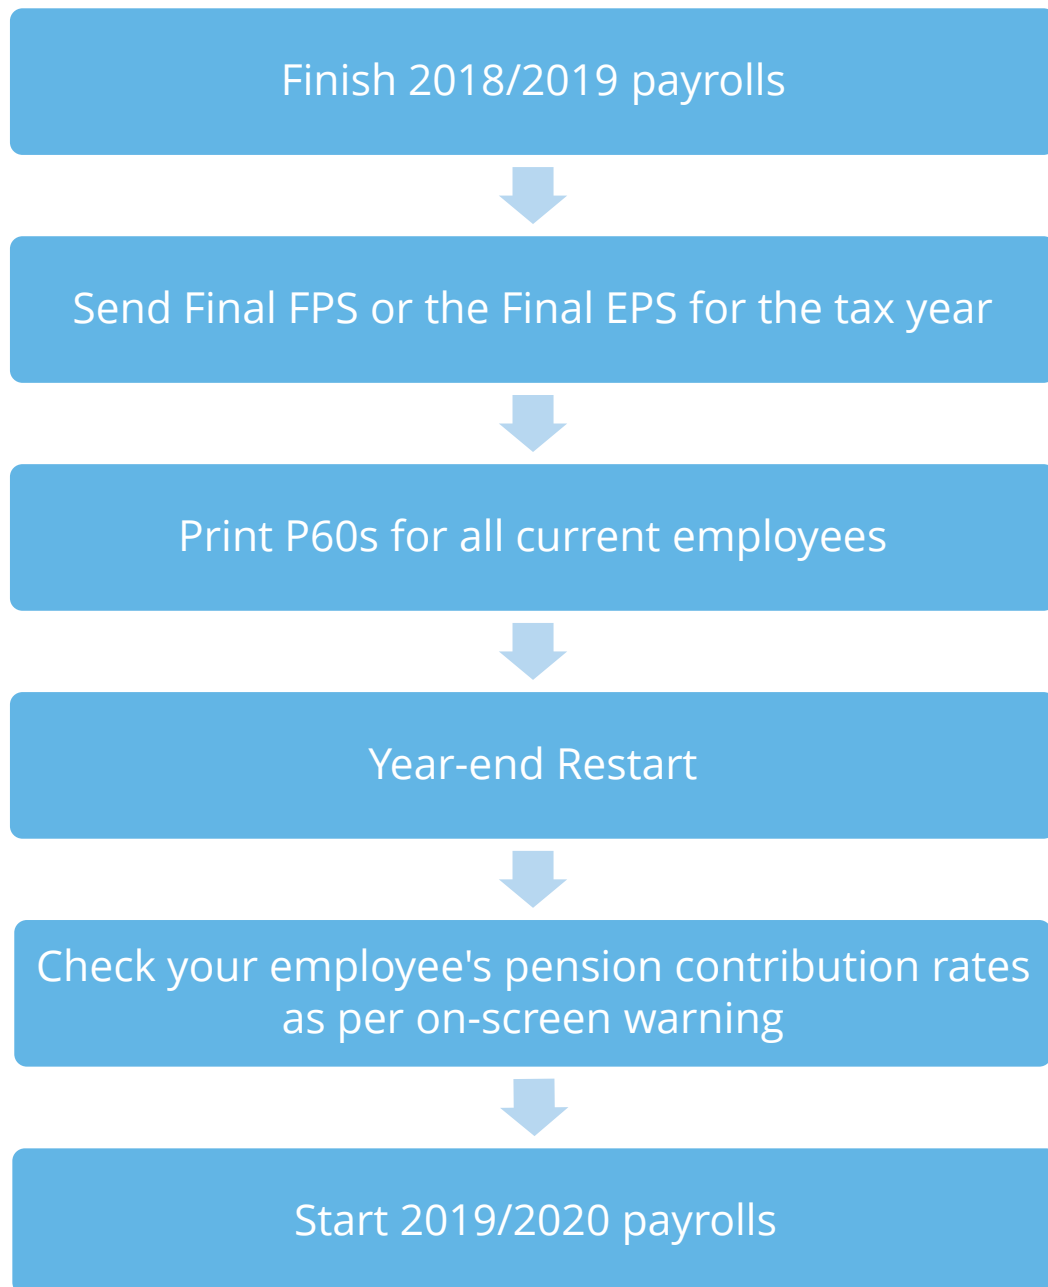 Finish 2018/2019 payrolls
Send Final FPS or the Final EPS for the tax year
Print P60s for all current employees
Year-end Restart
Check your employee's pension contribution rates
as per on-screen warning
Start 2019/2020 payrolls